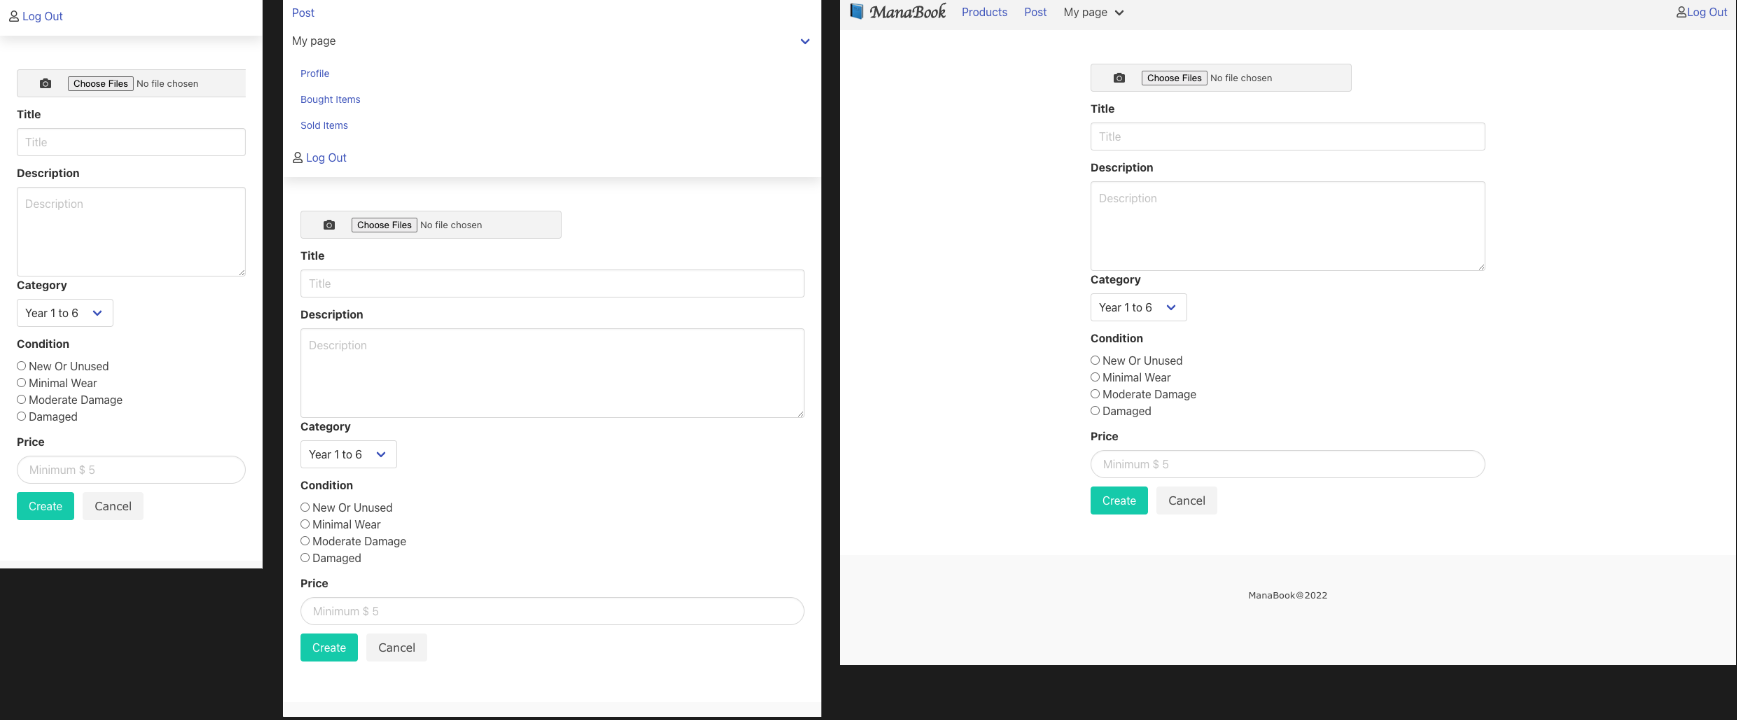 Log Out
Choose Files No file chosen
Title
Title
Description
Description
Category
Year 1 to 6
Condition
New Or Unused
Minimal Wear
Moderate Damage
Damaged
Price
Minimum $ 5
Create Cancel
Post
My page
Profile
Bought Items
Sold Items
Log Out
Choose Files No file chosen
Title
Title
Description
Description
Category
Year 1 to 6
Condition
New Or Unused
Minimal Wear
Moderate Damage
Damaged
Price
Minimum $ 5
Create Cancel
ManaBook Products Post My page Log Out
Choose Files No file chosen
Title
Title
Description
Description
Category
Year 1 to 6
Condition
New Or Unused
Minimal Wear
Moderate Damage
Damaged
Price
Minimum $ 5
Create Cancel
ManaBook@2022